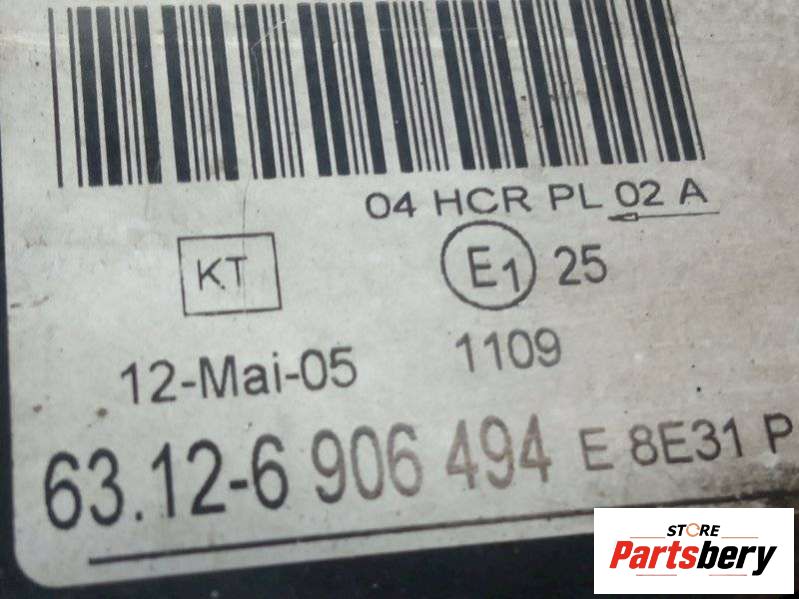 04 HCR PL 02 A
KT
E1 25
12-Mai-05
1109
63.12-6 906 494 E 8E31 P
STORE
Partsbery